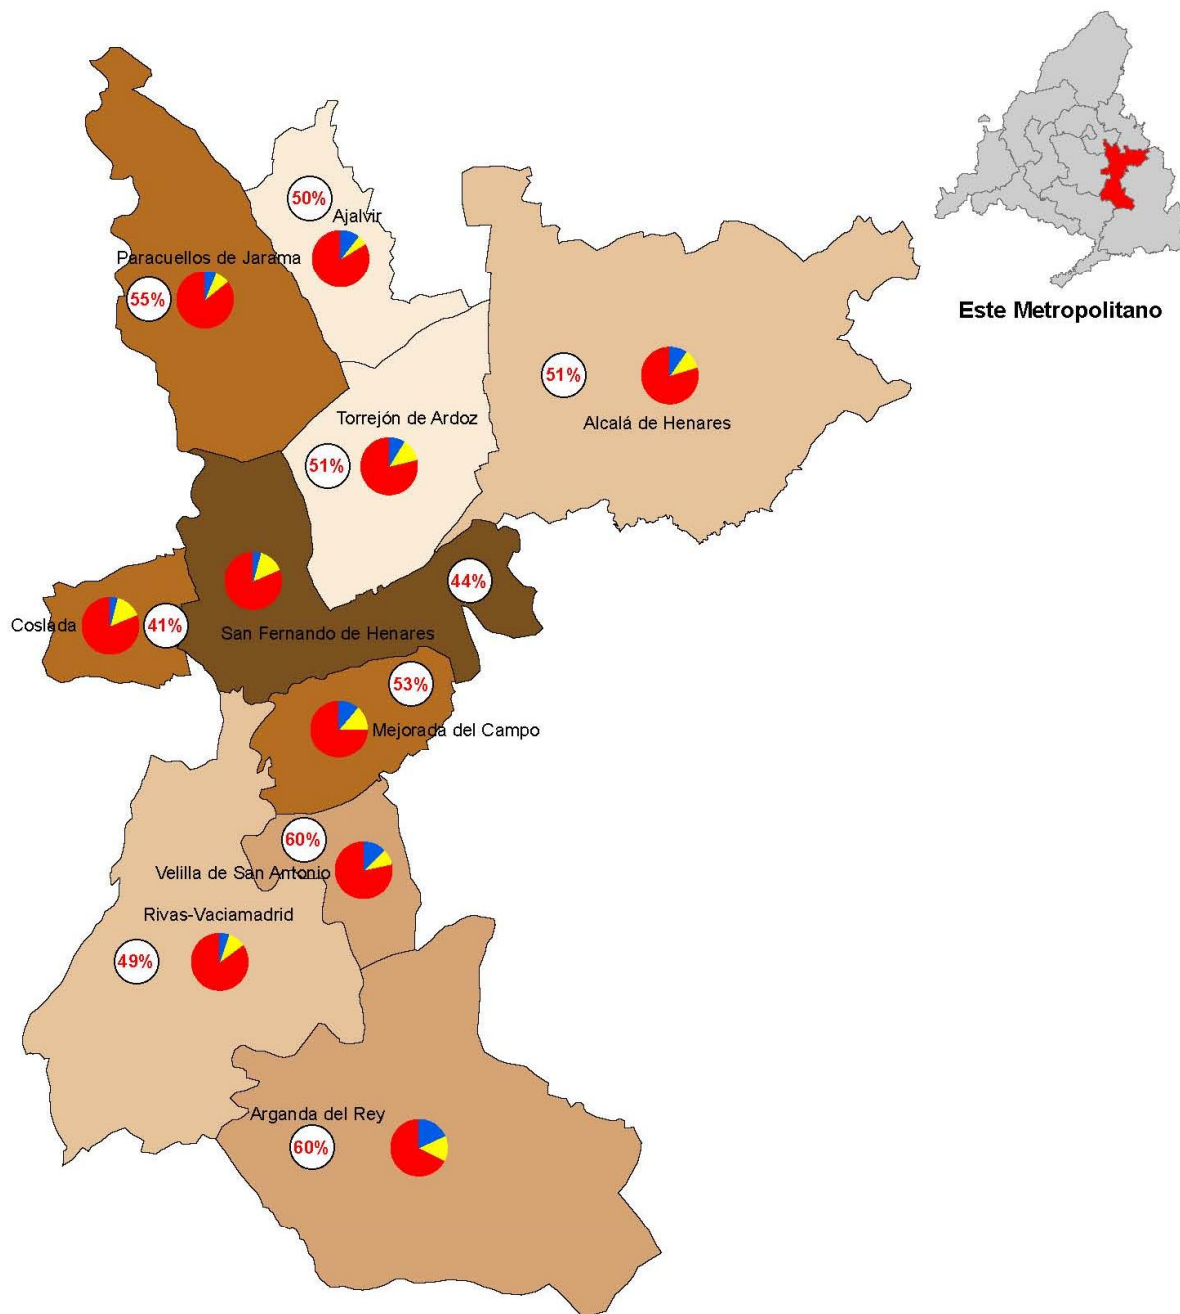 50%
Ajalvir
Paracuellos de Jarama
55%
Este Metropolitano
51%
Alcalá de Henares
Torrejón de Ardoz
51%
44%
Coslada
41%
San Fernando de Henares
53%
Mejorada del Campo
60%
Velilla de San Antonio
Rivas-Vaciamadrid
49%
Arganda del Rey
60%